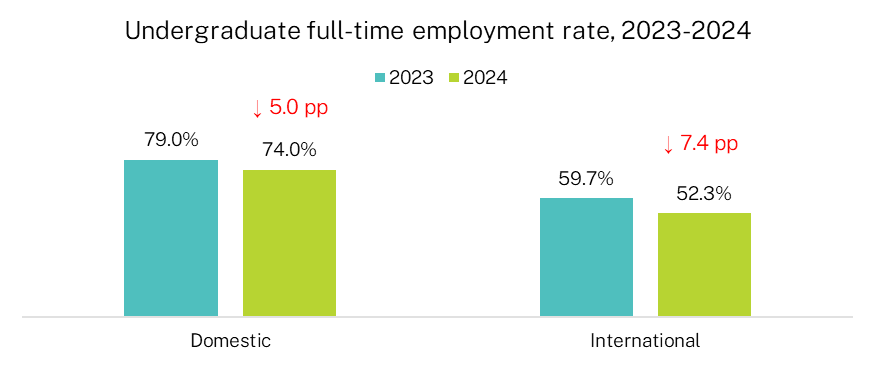 Undergraduate full-time employment rate, 2023-2024
2023 2024
↓ 5.0 pp
79.0%
74.0%
↓ 7.4 pp
59.7%
52.3%
Domestic
International